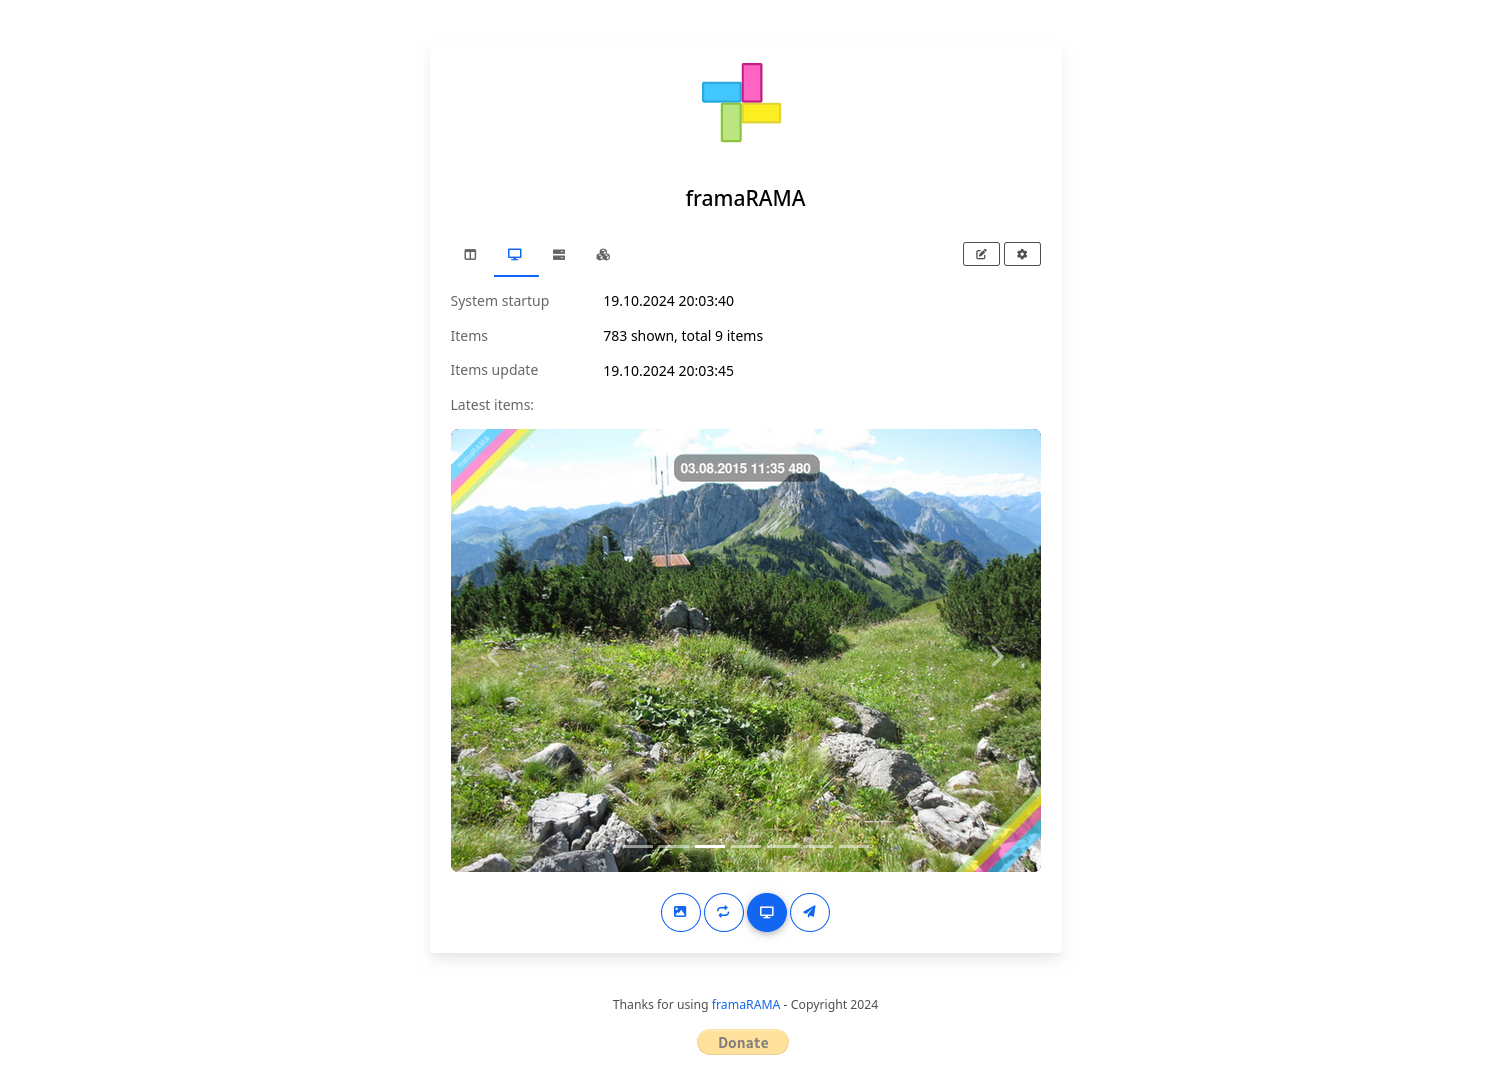 framaRAMA
System startup 19.10.2024 20:03:40
Items 783 shown, total 9 items
Items update 19.10.2024 20:03:45
Latest items:
framaRAMA
03.08.2015 11:35 480
Thanks for using framaRAMA - Copyright 2024
Donate